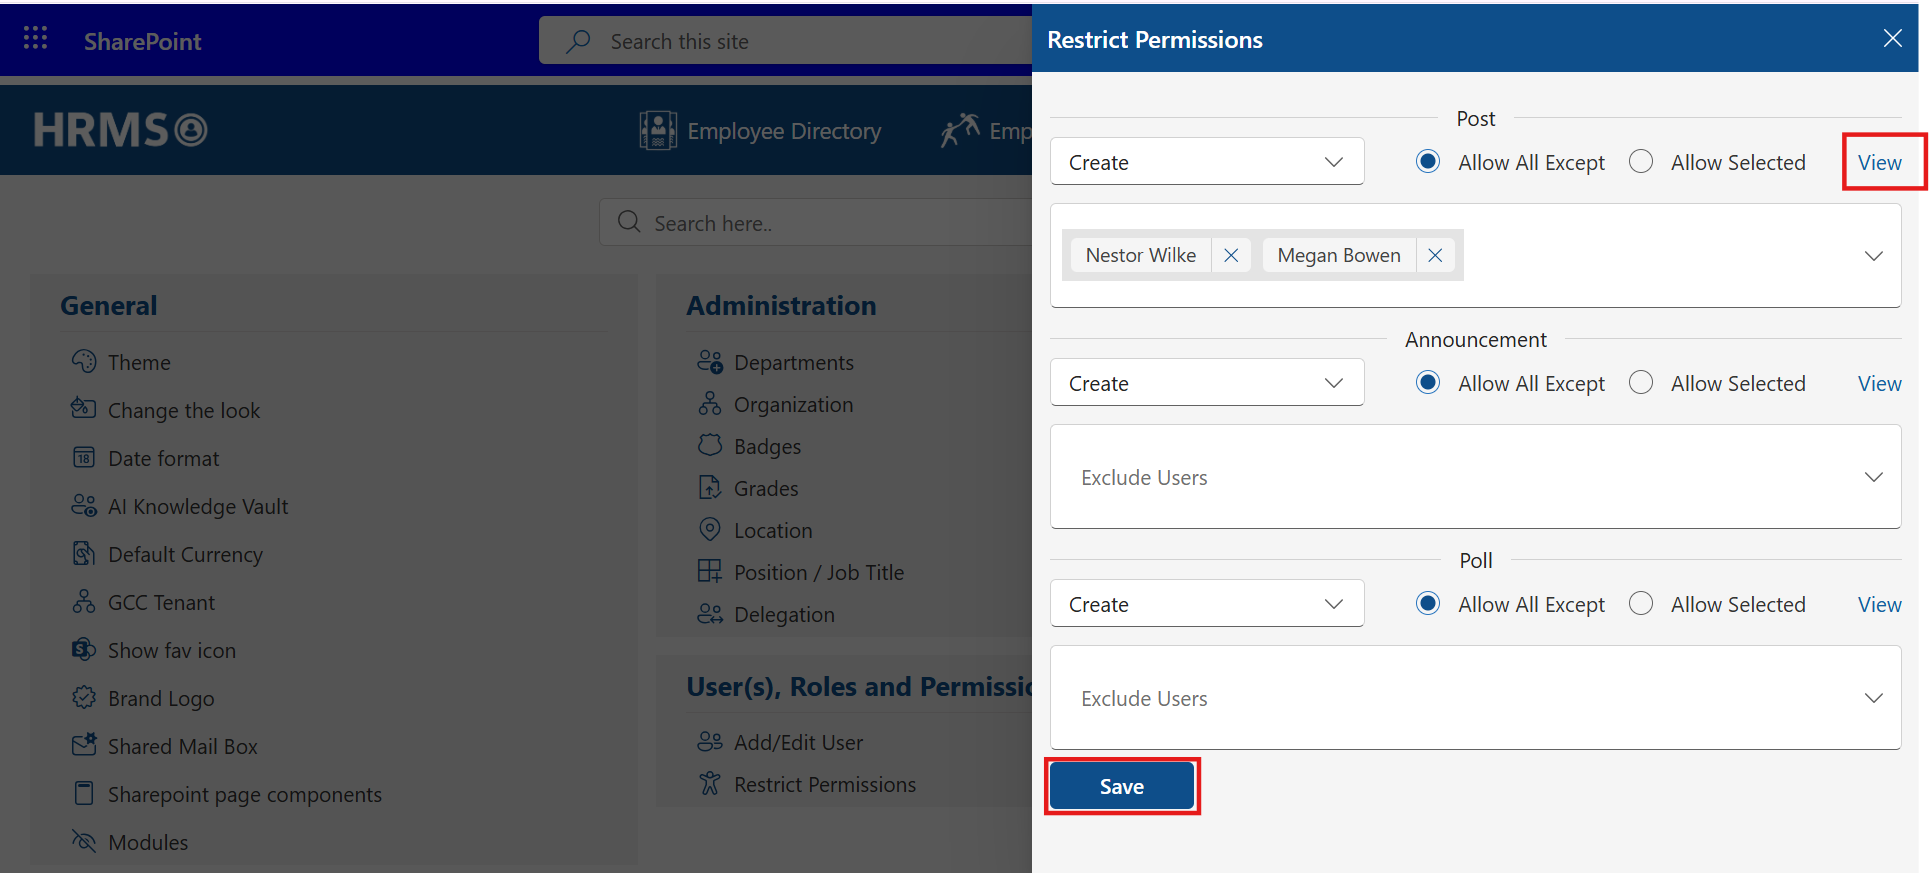 SharePoint
Search this site
HRMS
Employee Directory
Emp
Search here..
General
Theme
Change the look
18
Date format
AI Knowledge Vault
Default Currency
GCC Tenant
S
Show fav icon
Brand Logo
Shared Mail Box
Sharepoint page components
Modules
Administration
Departments
Organization
Badges
Grades
Location
Position / Job Title
Delegation
User(s), Roles and Permissio
Add/Edit User
Restrict Permissions
Restrict Permissions
Post
Create
Allow All Except
Allow Selected
View
Nestor Wilke
Megan Bowen
Announcement
Create
Allow All Except
Allow Selected
View
Exclude Users
Poll
Create
Allow All Except
Allow Selected
View
Exclude Users
Save